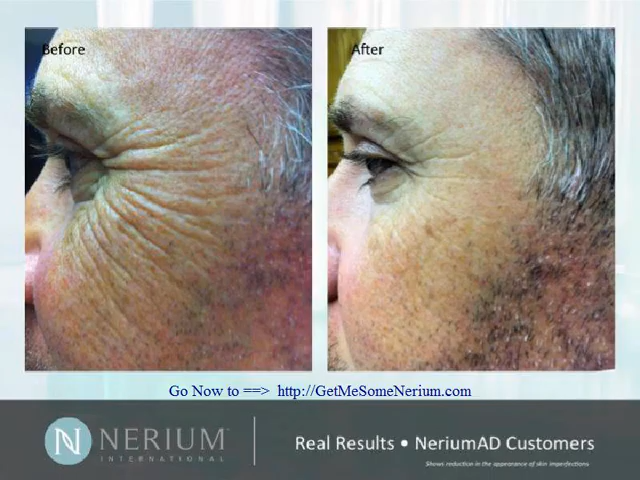 Before
After
Go Now to ==> http://GetMeSomeNerium.com
N NERIUM™
INTERNATIONAL
Real Results • NeriumAD Customers
Shows reduction in the appearance of skin imperfections